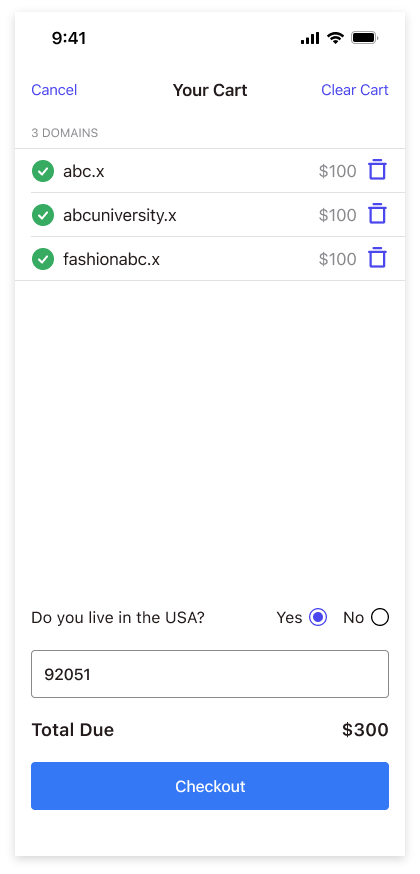 9:41
Cancel Your Cart Clear Cart
3 DOMAINS
abc.x $100
abcuniversity.x $100
fashionabc.x $100
Do you live in the USA? Yes No
92051
Total Due $300
Checkout